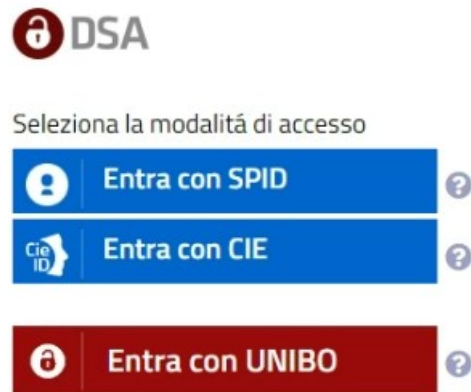 DSA
Seleziona la modalitá di accesso
Entra con SPID
?
Cie
ID
Entra con CIE
?
Entra con UNIBO
?